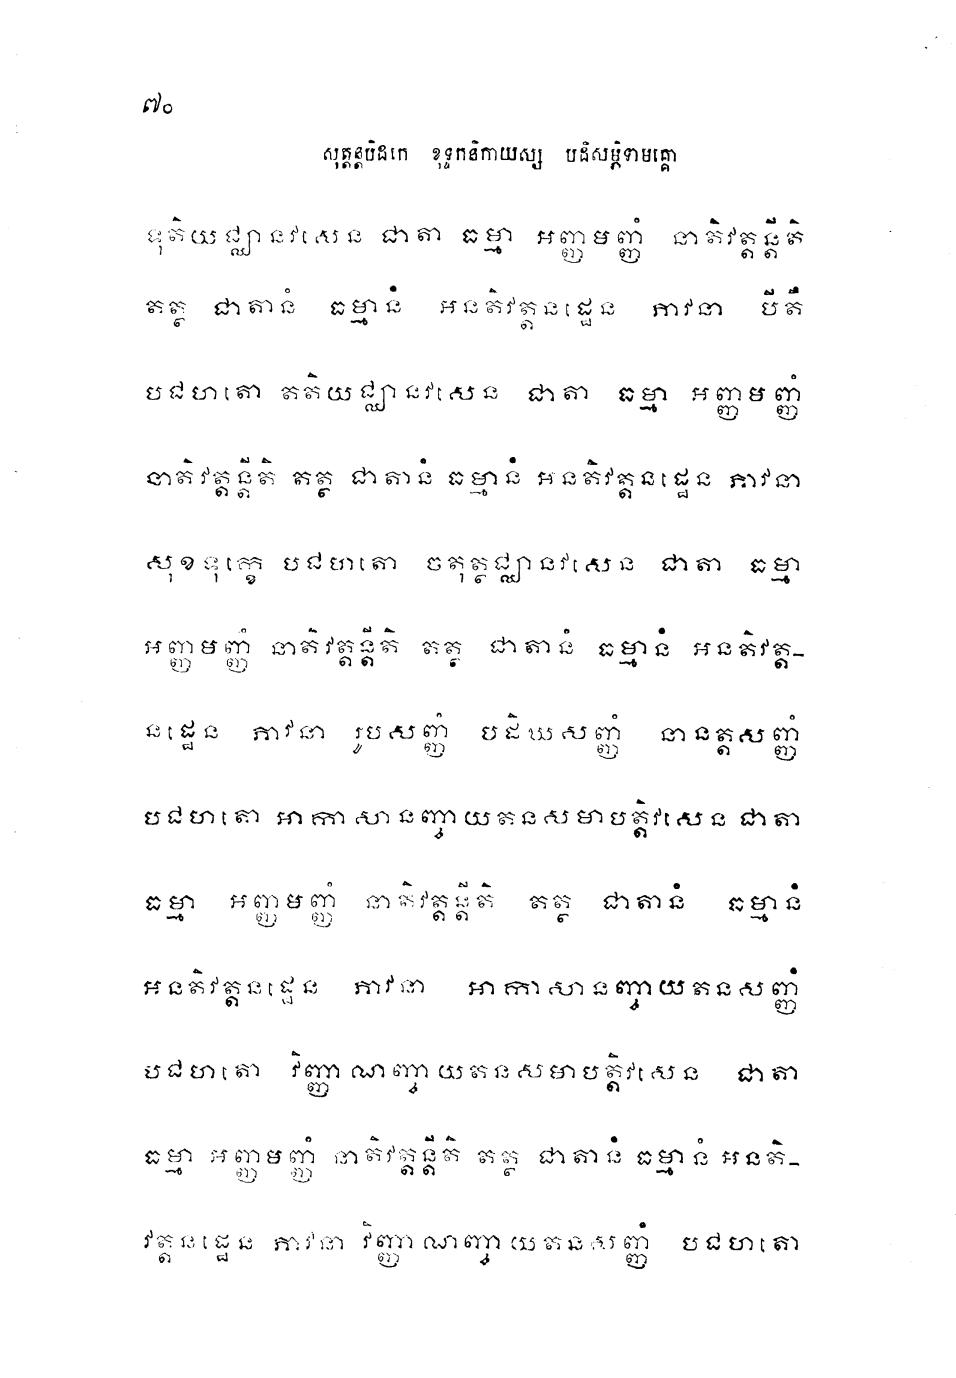 ៧០
សុត្តន្តបិដកេ ខុទ្ទកនិកាយស្ស បដិសម្ភិទាមគ្គោ
ទុតិយជ្ឈានវសេន ជាតា ធម្មា អញ្ញមញ្ញំ នាតិវត្តន្តីតិ
តត្ថ ជាតានំ ធម្មានំ អនតិវត្តនដ្ឋេន ភាវនា បីតឹ
បជហតោ តតិយជ្ឈានវសេន ជាតា ធម្មា អញ្ញមញ្ញំ
នាតិវត្តន្តីតិ តត្ថ ជាតានំ ធម្មានំ អនតិវត្តនដ្ឋេន ភាវនា
សុខទុក្ខេ បជហតោ ចតុត្ថជ្ឈានវសេន ជាតា ធម្មា
អញ្ញមញ្ញំ នាតិវត្តន្តីតិ តត្ថ ជាតានំ ធម្មានំ អនតិវត្ត-
នដ្ឋេន ភាវនា រូបសញ្ញំ បដិឃសញ្ញំ នានត្តសញ្ញំ
បជហតោ អាកាសានញ្ចាយតនសមាបត្តិវសេន ជាតា
ធម្មា អញ្ញមញ្ញំ នាតិវត្តន្តីតិ តត្ថ ជាតានំ ធម្មានំ
អនតិវត្តនដ្ឋេន ភាវនា អាកាសានញ្ចាយតនសញ្ញំ
បជហតោ វិញ្ញាណញ្ចាយតនសមាបត្តិវសេន ជាតា
ធម្មា អញ្ញមញ្ញំ នាតិវត្តន្តីតិ តត្ថ ជាតានំ ធម្មានំ អនតិ-
វត្តនដ្ឋេន ភាវនា វិញ្ញាណញ្ចាយតនសញ្ញំ បជហតោ